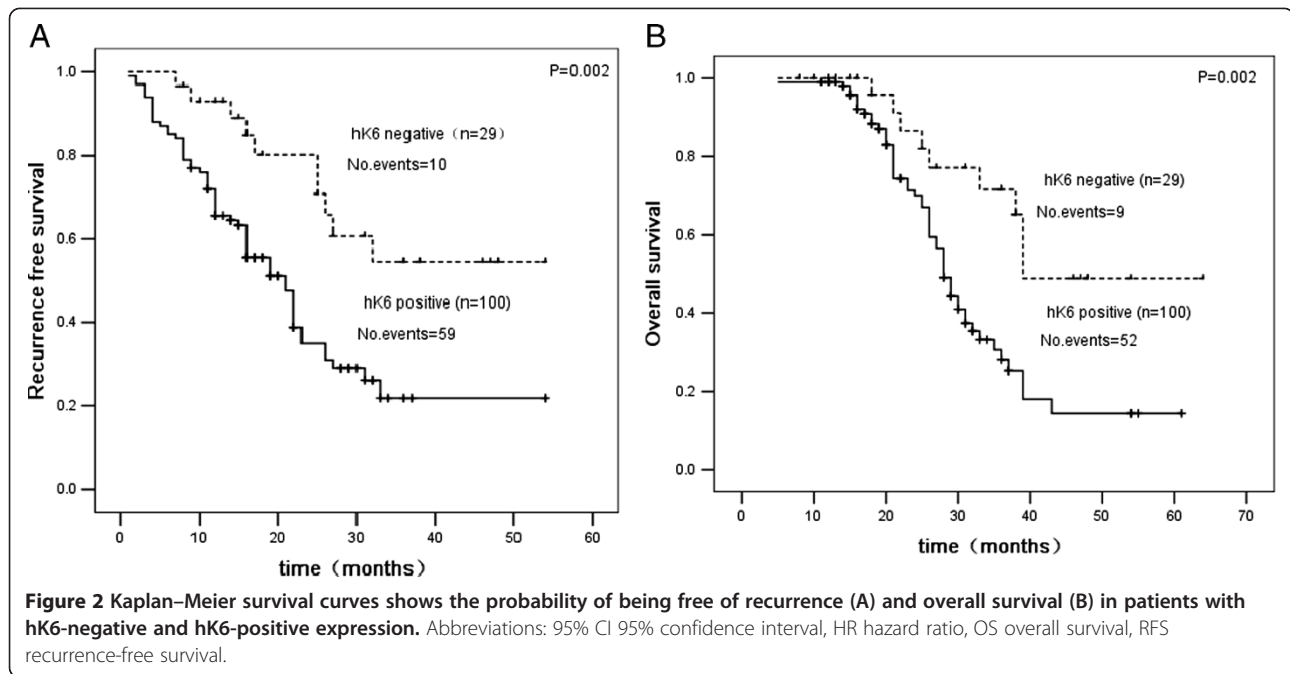 A
P=0.002
1.0
0.8
0.6
0.4
0.2
0.0
Recurrence free survival
hK6 negative（n=29）
No.events=10
hK6 positive (n=100)
No.events=59
0 10 20 30 40 50 60
time（months）
B
P=0.002
1.0
0.8
0.6
0.4
0.2
0.0
Overall survival
hK6 negative (n=29)
No.events=9
hK6 positive (n=100)
No.events=52
0 10 20 30 40 50 60 70
time（months）
Figure 2 Kaplan–Meier survival curves shows the probability of being free of recurrence (A) and overall survival (B) in patients with
hK6-negative and hK6-positive expression. Abbreviations: 95% CI 95% confidence interval, HR hazard ratio, OS overall survival, RFS
recurrence-free survival.